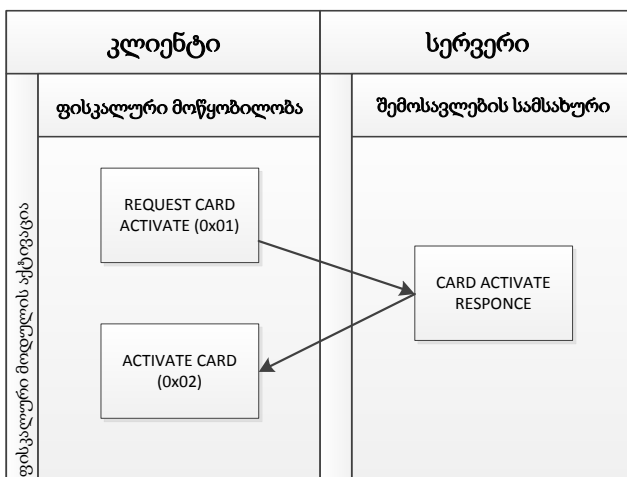 კლიენტი
სერვერი
ფისკალური მოწყობილობა
შემოსავლების სამსახური
ფისკალური მოდულის აქტივაცია
REQUEST CARD
ACTIVATE (0x01)
CARD ACTIVATE
RESPONCE
ACTIVATE CARD
(0x02)